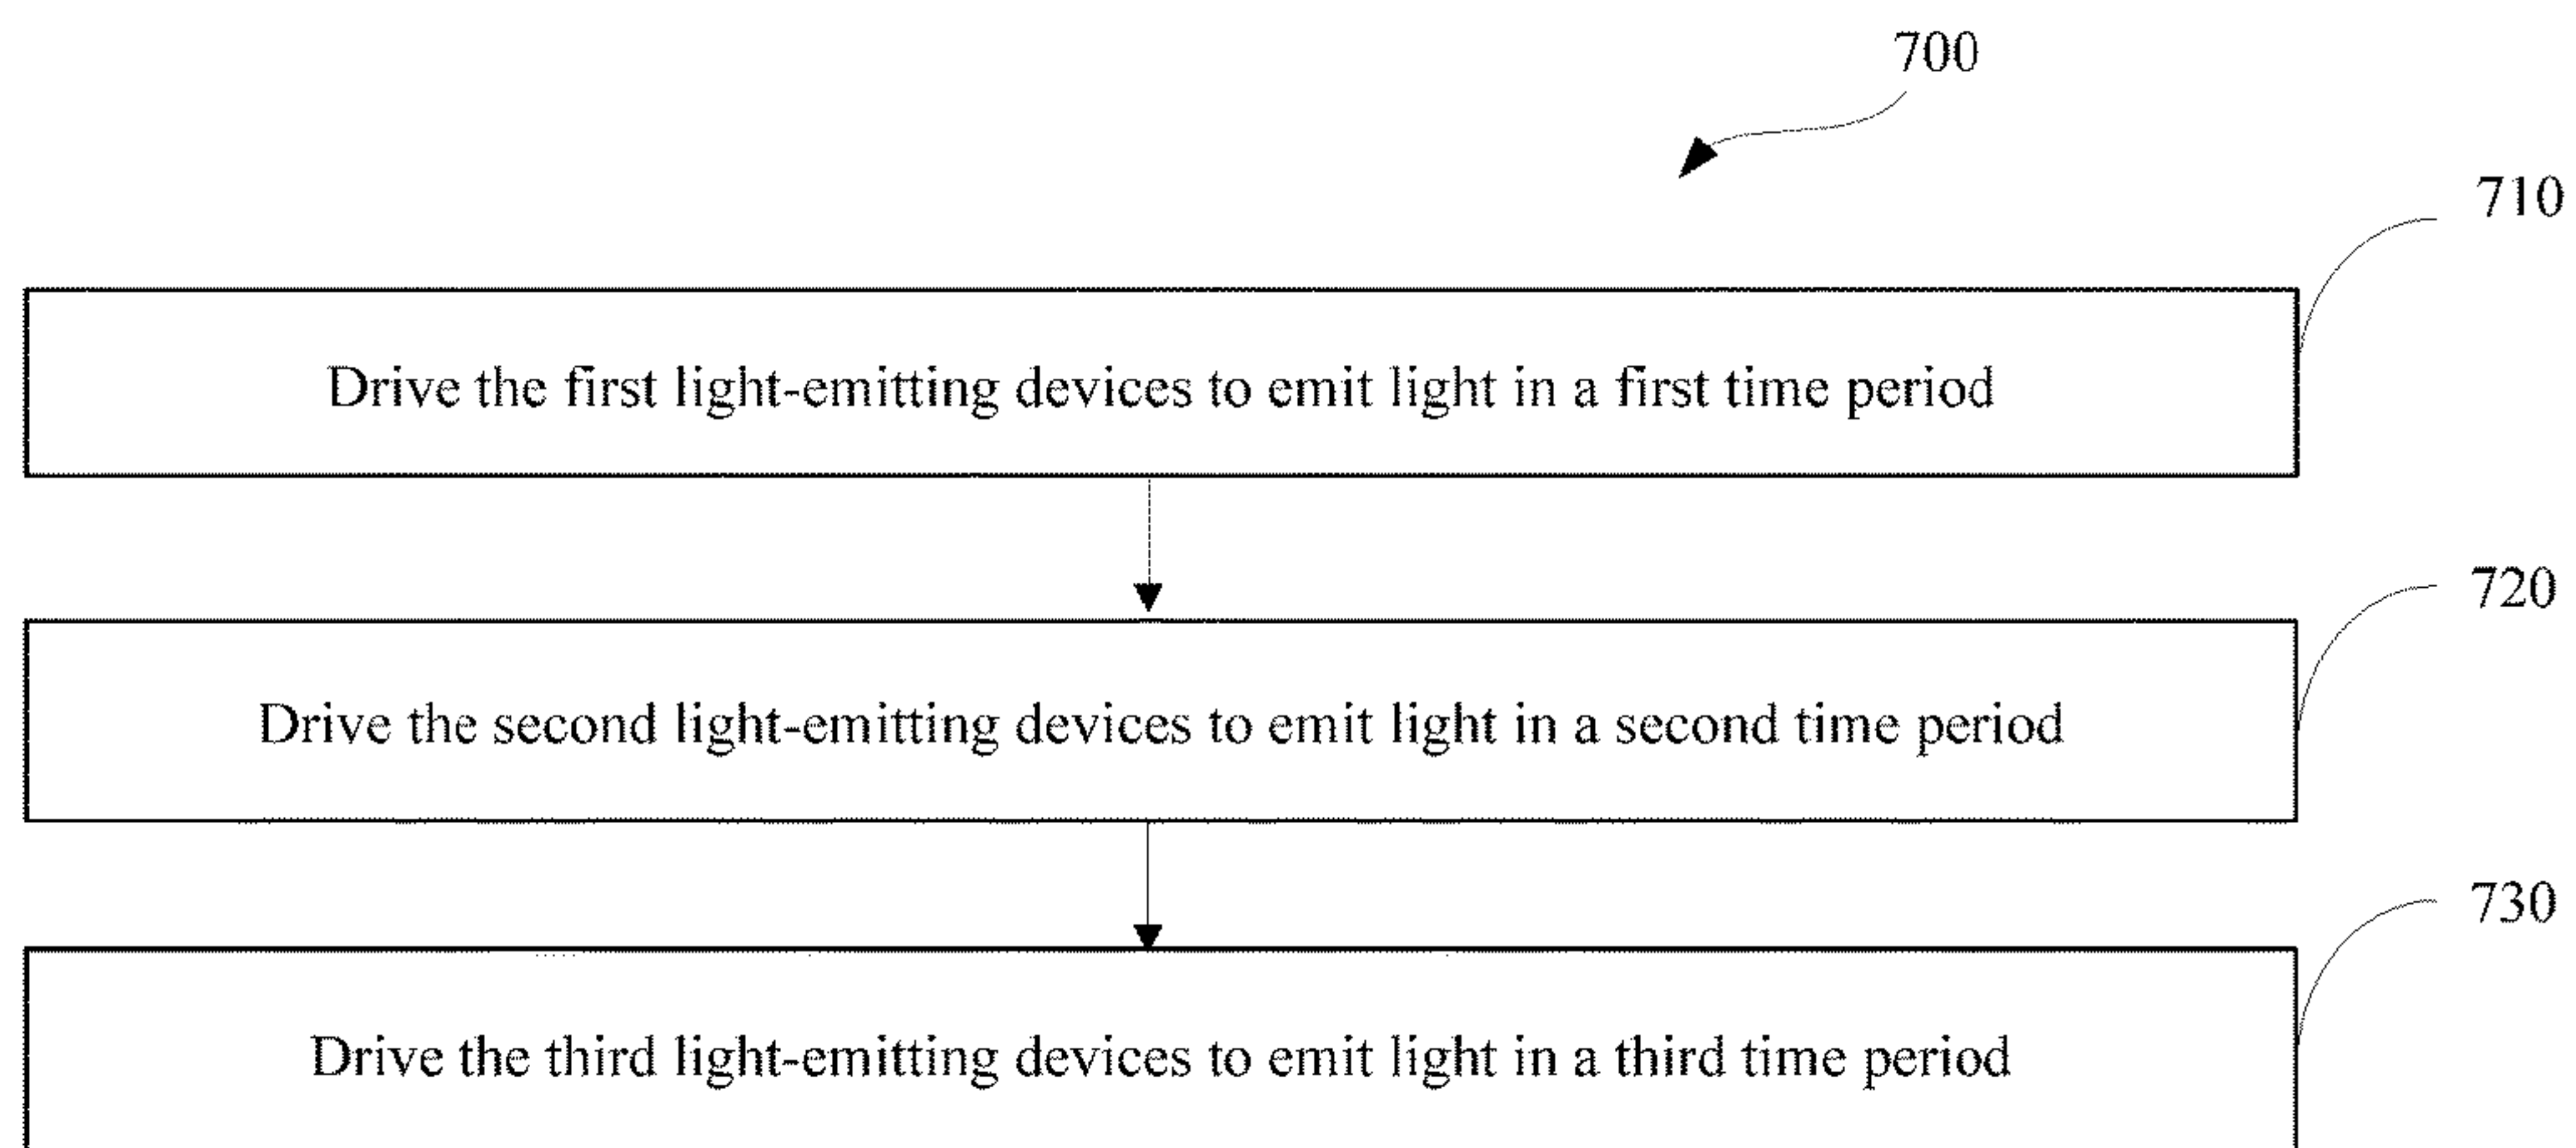 700
710
Drive the first light-emitting devices to emit light in a first time period
720
Drive the second light-emitting devices to emit light in a second time period
730
Drive the third light-emitting devices to emit light in a third time period